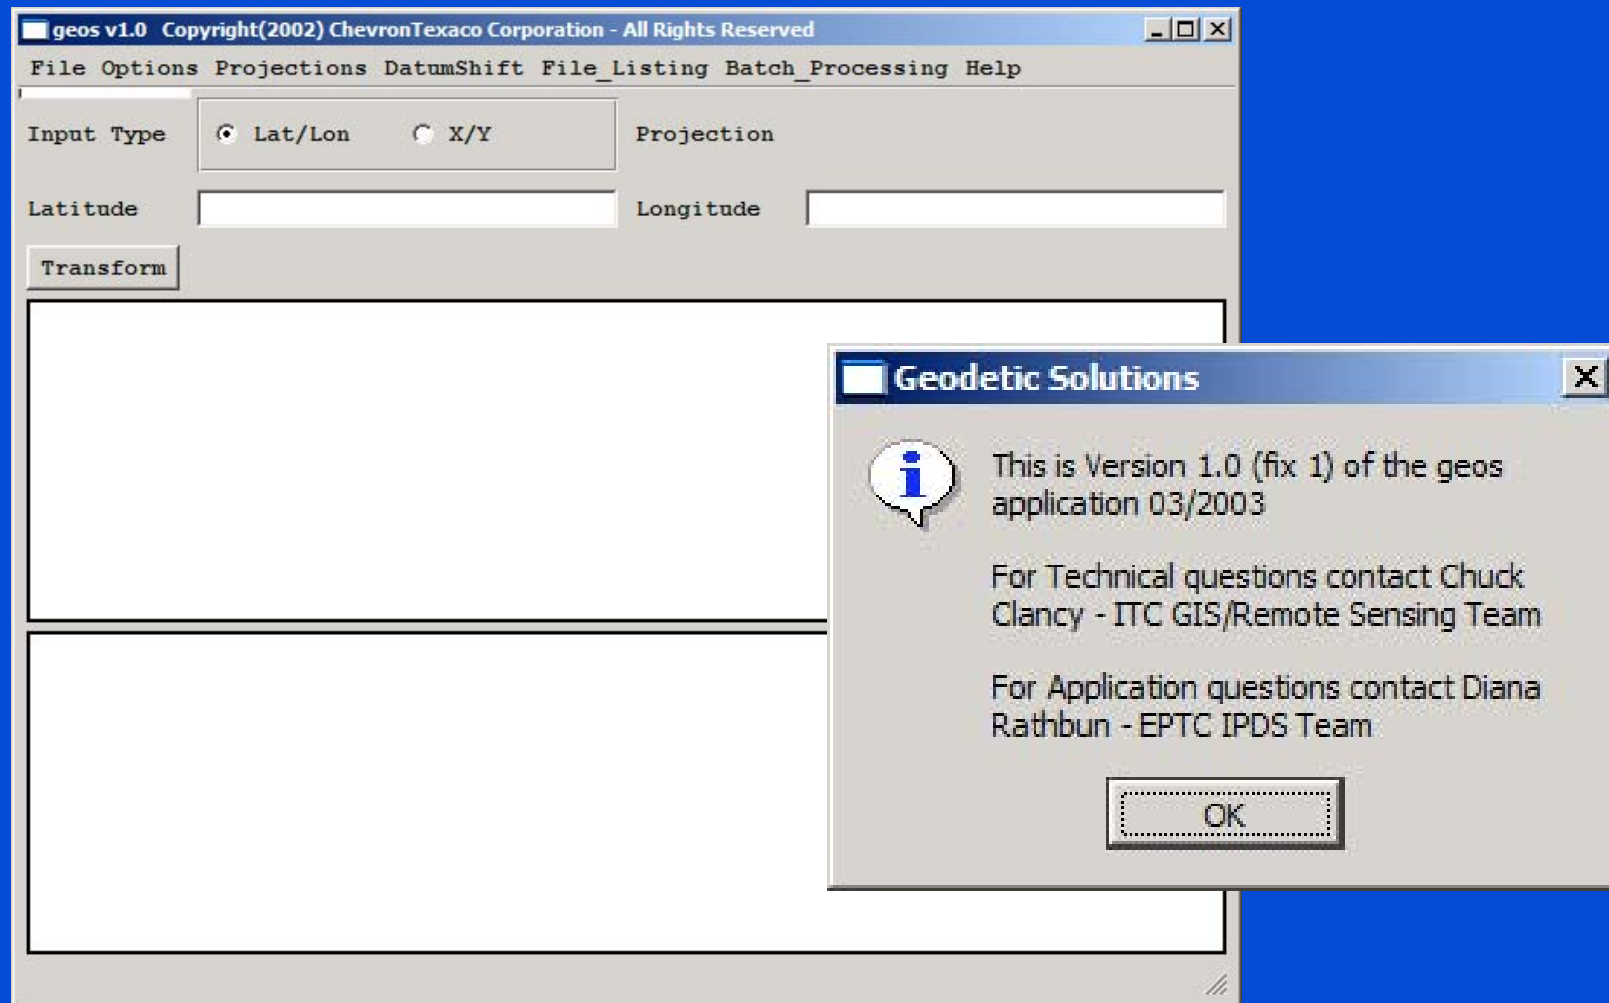 geos v1.0 Copyright(2002) ChevronTexaco Corporation - All Rights Reserved
File Options Projections DatumShift File_Listing Batch_Processing Help
Input Type Lat/Lon X/Y Projection
Latitude Longitude
Transform
Geodetic Solutions
This is Version 1.0 (fix 1) of the geos
application 03/2003
For Technical questions contact Chuck
Clancy - ITC GIS/Remote Sensing Team
For Application questions contact Diana
Rathbun - EPTC IPDS Team
OK